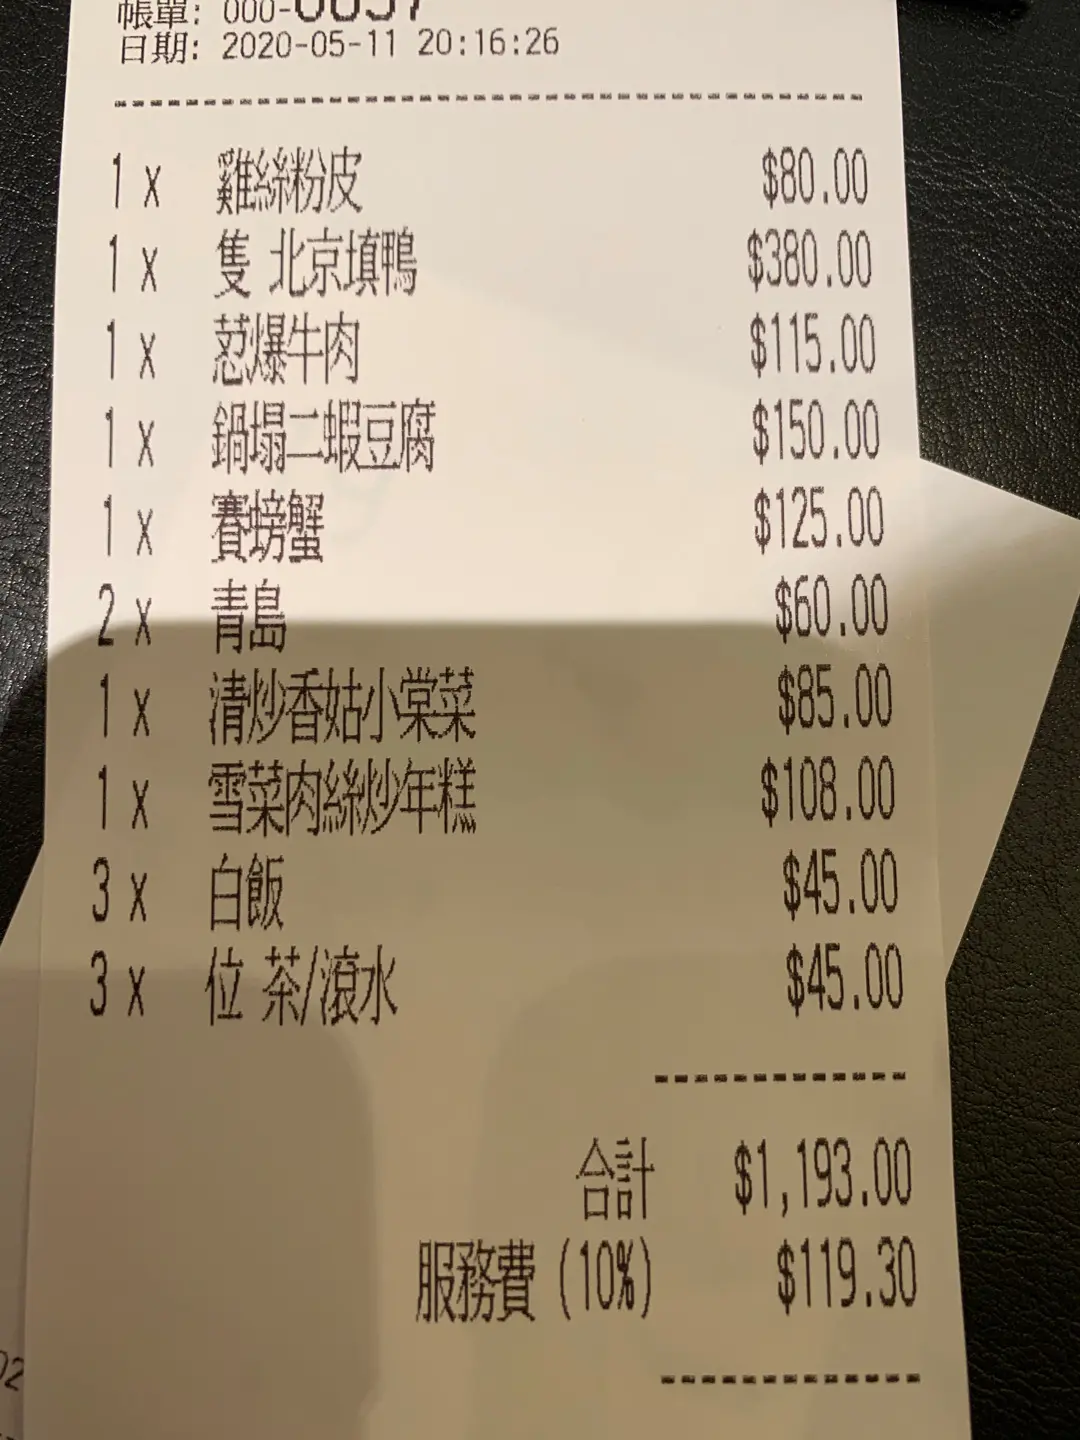 帳單: 000-0037
日期: 2020-05-11 20:16:26
1 x 雞絲粉皮 $80.00
1 x 隻 北京填鴨 $380.00
1 x 葱爆牛肉 $115.00
1 x 鍋塌二蝦豆腐 $150.00
1 x 賽螃蟹 $125.00
2 x 青島 $60.00
1 x 清炒香姑小棠菜 $85.00
1 x 雪菜肉絲炒年糕 $108.00
3 x 白飯 $45.00
3 x 位 茶/滾水 $45.00
合計 $1,193.00
服務費 (10%) $119.30